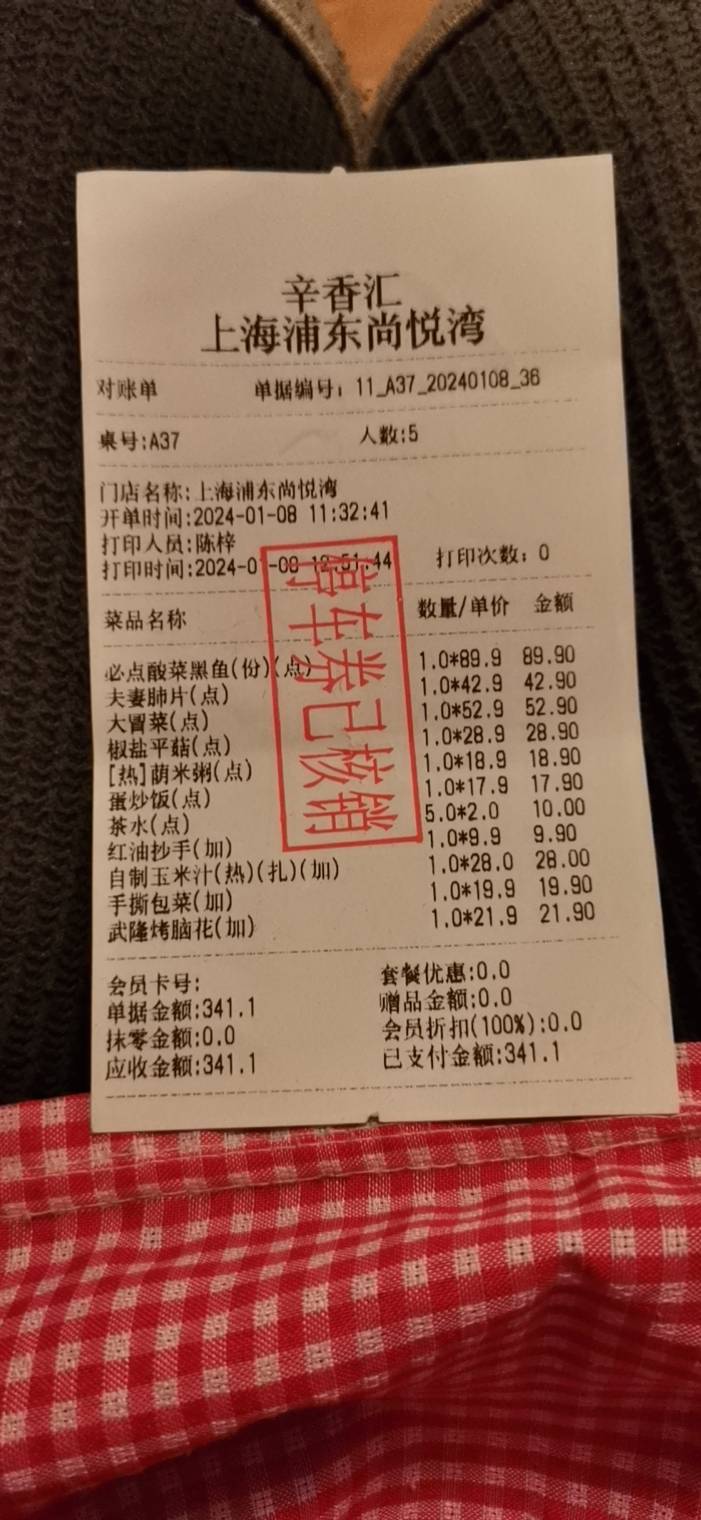 辛香汇
上海浦东尚悦湾
对账单 单据编号：11_A37_20240108_36
桌号:A37 人数:5
门店名称:上海浦东尚悦湾
开单时间:2024-01-08 11:32:41
打印人员:陈梓
打印时间:2024-01-08 12:51:44 打印次数：0
菜品名称 数量/单价 金额
必点酸菜黑鱼(份)(点) 1.0*89.9 89.90
夫妻肺片(点) 1.0*42.9 42.90
大冒菜(点) 1.0*52.9 52.90
椒盐平菇(点) 1.0*28.9 28.90
[热]萌米粥(点) 1.0*18.9 18.90
蛋炒饭(点) 1.0*17.9 17.90
茶水(点) 5.0*2.0 10.00
红油抄手(加) 1.0*9.9 9.90
自制玉米汁(热)(扎)(加) 1.0*28.0 28.00
手撕包菜(加) 1.0*19.9 19.90
武隆烤脑花(加) 1.0*21.9 21.90
会员卡号: 套餐优惠:0.0
单据金额:341.1 赠品金额:0.0
抹零金额:0.0 会员折扣(100%):0.0
应收金额:341.1 已支付金额:341.1
停车券已核销